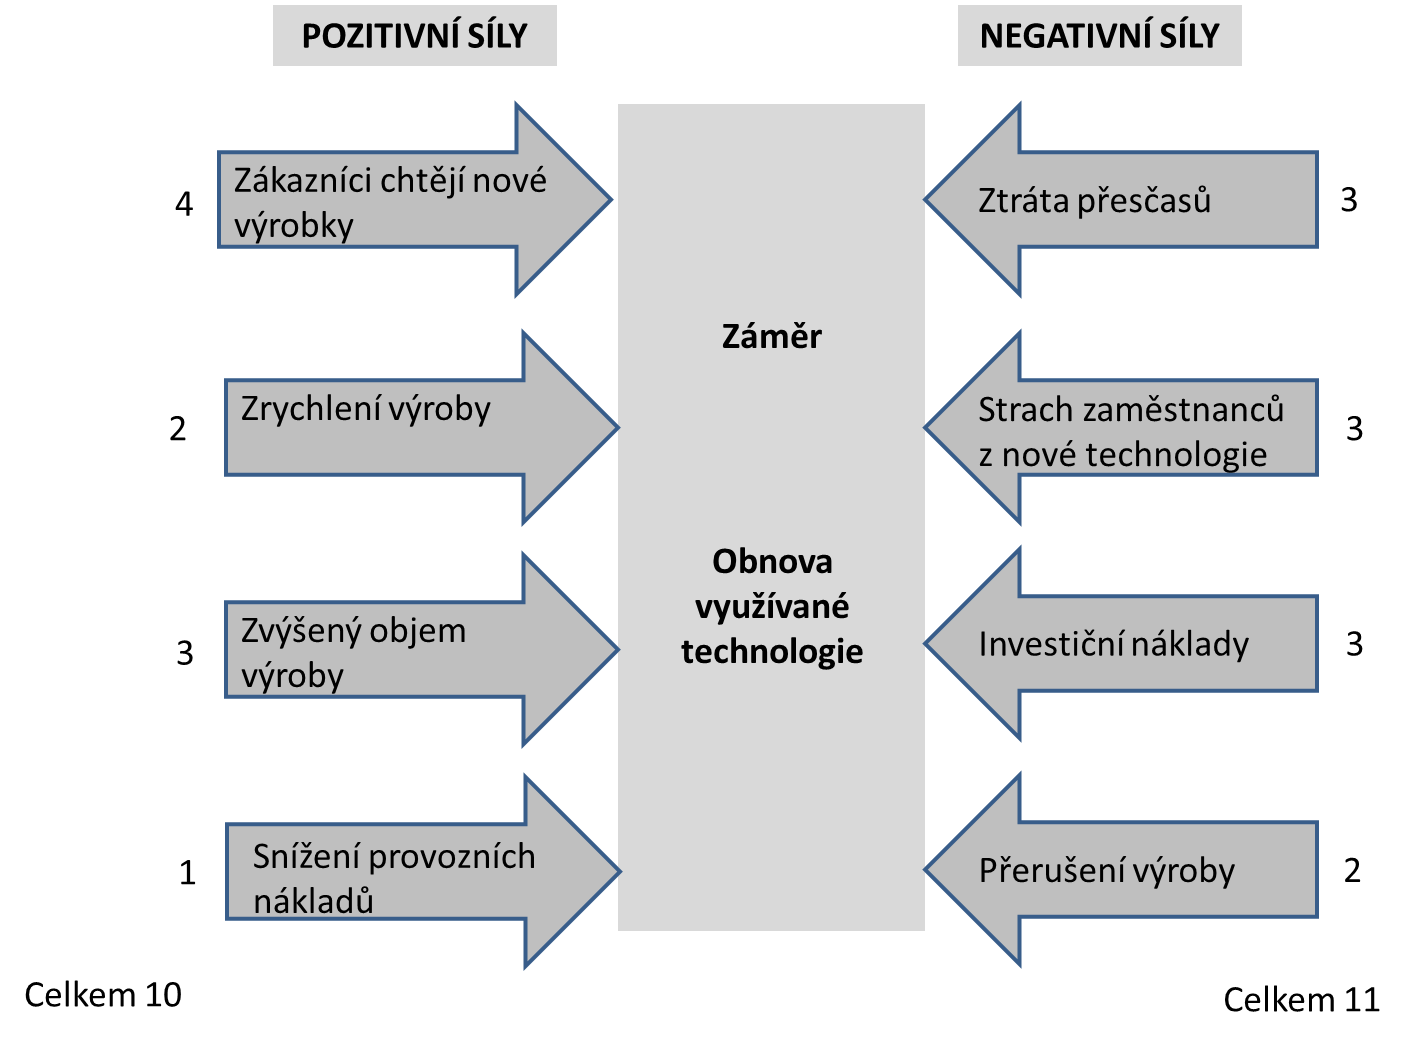 POZITIVNÍ SÍLY
NEGATIVNÍ SÍLY
4
Zákazníci chtějí nové
výrobky
Ztráta přesčasů
3
Záměr
2
Zrychlení výroby
Strach zaměstnanců
z nové technologie
3
Obnova
využívané
technologie
3
Zvýšený objem
výroby
Investiční náklady
3
1
Snížení provozních
nákladů
Přerušení výroby
2
Celkem 10
Celkem 11